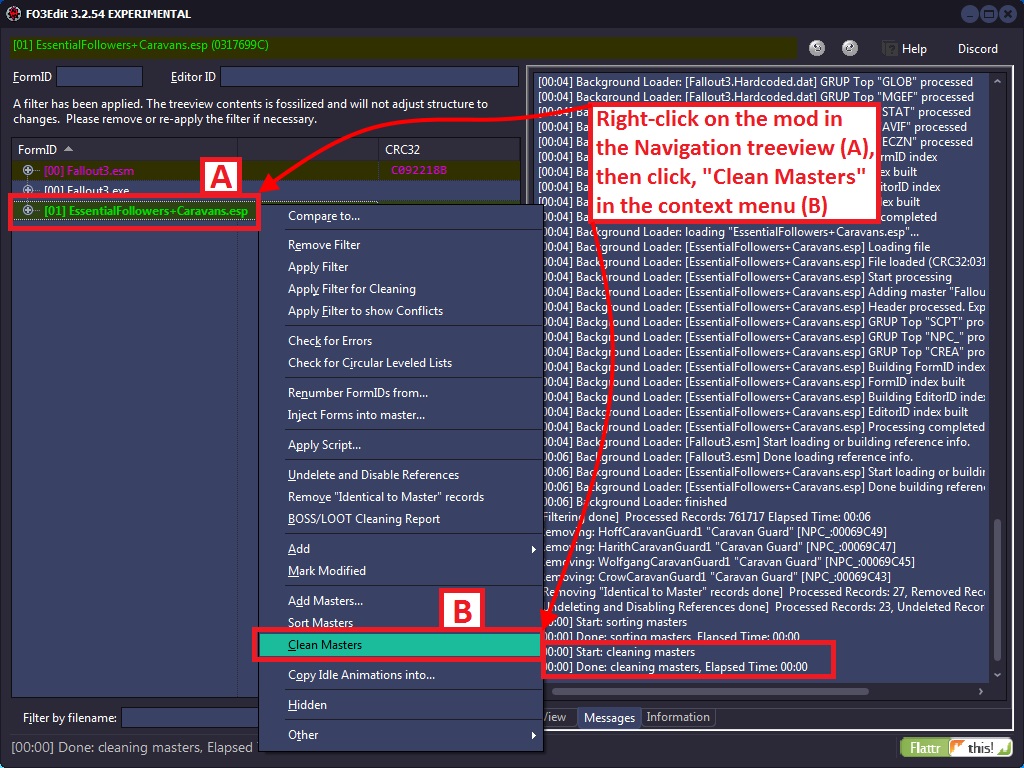 FO3Edit 3.2.54 EXPERIMENTAL
[01] EssentialFollowers+Caravans.esp (0317699C)
Help
Discord
FormID
Editor ID
A filter has been applied. The treeview contents is fossilized and will not adjust structure to
changes.  Please remove or re-apply the filter if necessary.
FormID
CRC32
[00] Fallout3.esm
C092218B
[00] Fallout3.exe
[01] EssentialFollowers+Caravans.esp
A
Compare to...
Remove Filter
Apply Filter
Apply Filter for Cleaning
Apply Filter to show Conflicts
Check for Errors
Check for Circular Leveled Lists
Renumber FormIDs from...
Inject Forms into master...
Apply Script...
Undelete and Disable References
Remove "Identical to Master" records
BOSS/LOOT Cleaning Report
Add
Mark Modified
Add Masters...
Sort Masters
B
Clean Masters
Copy Idle Animations into...
Hidden
Other
[00:04] Background Loader: [Fallout3.Hardcoded.dat] GRUP Top "GLOB" processed
[00:04] Background Loader: [Fallout3.Hardcoded.dat] GRUP Top "MGEF" processed
Right-click on the mod in
the Navigation treeview (A),
then click, "Clean Masters"
in the context menu (B)
STAT" processed
AVIF" processed
ECZN" processed
FormID index
x built
EditorID index
x built
completed
00:04] Background Loader: loading "EssentialFollowers+Caravans.esp"...
00:04] Background Loader: [EssentialFollowers+Caravans.esp] Loading file
00:04] Background Loader: [EssentialFollowers+Caravans.esp] File loaded (CRC32:031
00:04] Background Loader: [EssentialFollowers+Caravans.esp] Start processing
00:04] Background Loader: [EssentialFollowers+Caravans.esp] Adding master "Fallou
00:04] Background Loader: [EssentialFollowers+Caravans.esp] Header processed. Exp
00:04] Background Loader: [EssentialFollowers+Caravans.esp] GRUP Top "SCPT" pro
00:04] Background Loader: [EssentialFollowers+Caravans.esp] GRUP Top "NPC_" pro
00:04] Background Loader: [EssentialFollowers+Caravans.esp] GRUP Top "CREA" pro
00:04] Background Loader: [EssentialFollowers+Caravans.esp] Building FormID index
00:04] Background Loader: [EssentialFollowers+Caravans.esp] FormID index built
00:04] Background Loader: [EssentialFollowers+Caravans.esp] Building EditorID index
00:04] Background Loader: [EssentialFollowers+Caravans.esp] EditorID index built
00:04] Background Loader: [EssentialFollowers+Caravans.esp] Processing completed
00:04] Background Loader: [Fallout3.esm] Start loading or building reference info.
00:06] Background Loader: [Fallout3.esm] Done loading reference info.
00:06] Background Loader: [EssentialFollowers+Caravans.esp] Start loading or buildin
00:06] Background Loader: [EssentialFollowers+Caravans.esp] Done building referen
00:06] Background Loader: finished
Filtering done]  Processed Records: 761717 Elapsed Time: 00:06
emoving: HoffCaravanGuard1 "Caravan Guard" [NPC_:00069C49]
emoving: HarithCaravanGuard1 "Caravan Guard" [NPC_:00069C47]
emoving: WolfgangCaravanGuard1 "Caravan Guard" [NPC_:00069C45]
emoving: CrowCaravanGuard1 "Caravan Guard" [NPC_:00069C43]
Removing "Identical to Master" records done]  Processed Records: 27, Removed Recor
Undeleting and Disabling References done]  Processed Records: 23, Undeleted Recor
00:00] Start: sorting masters
00:00] Done: sorting masters, Elapsed Time: 00:00
00:00] Start: cleaning masters
00:00] Done: cleaning masters, Elapsed Time: 00:00
Filter by filename:
View
Messages
Information
[00:00] Done: cleaning masters, Elapsed
Flattr
this!